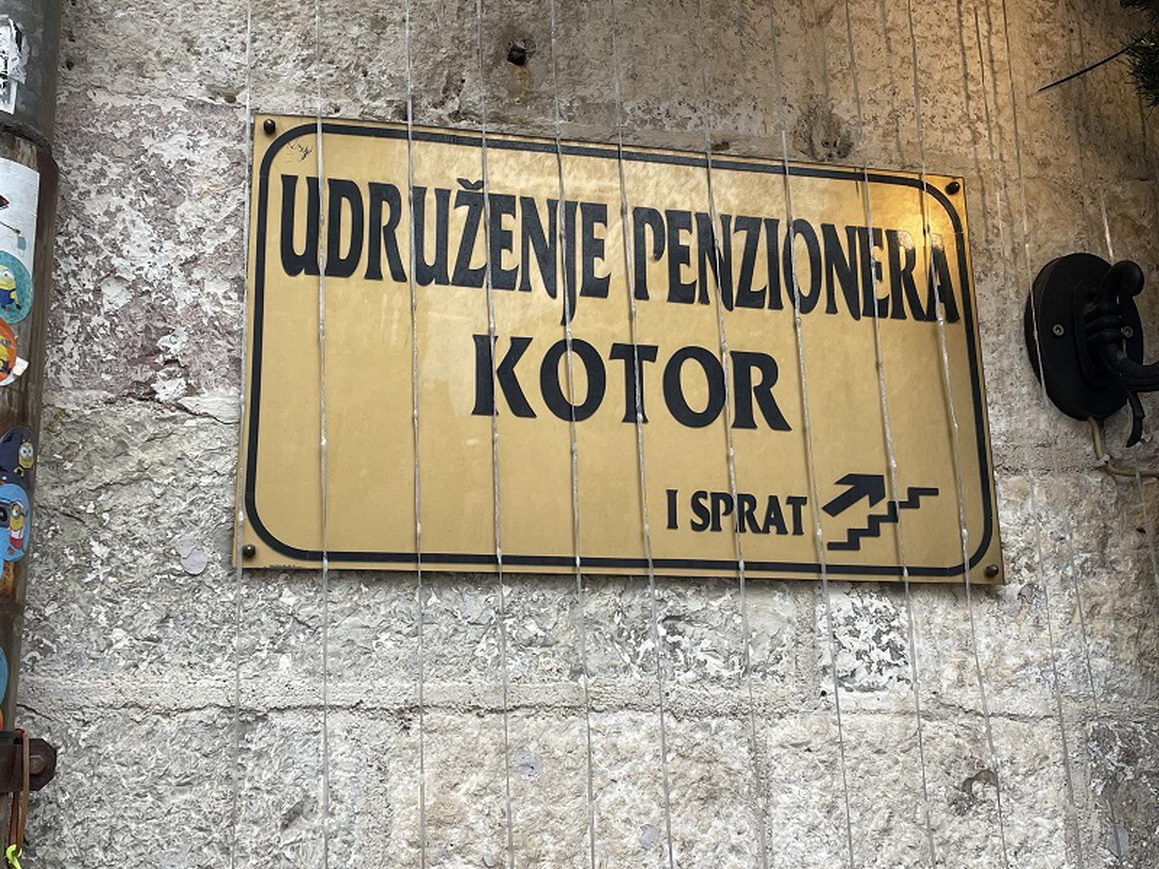 UDRUŽENJE PENZIONERA
KOTOR
I SPRAT